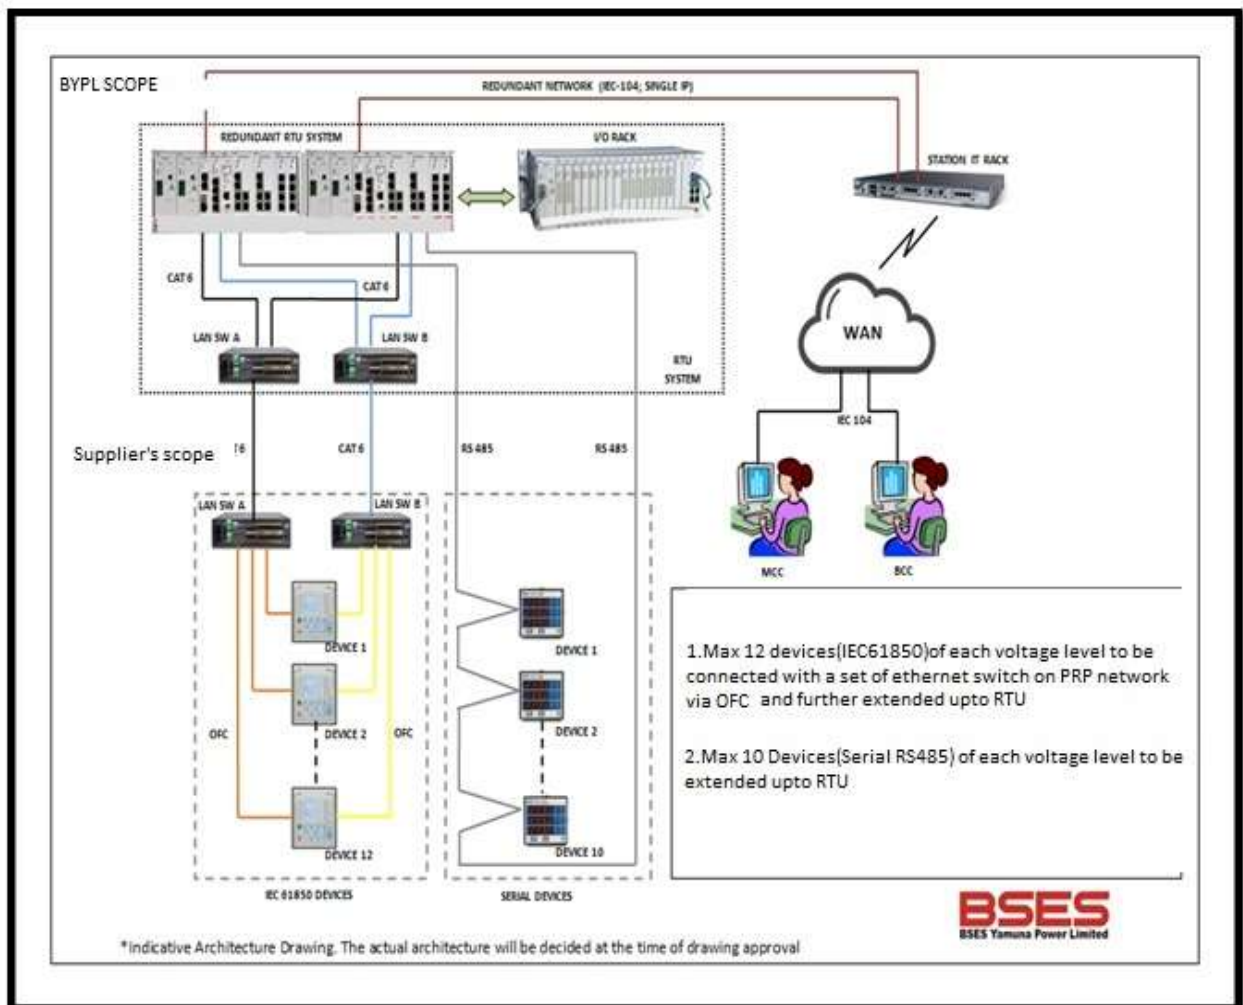 BYPL SCOPE
REDUNDANT NETWORK (IEC-104; SINGLE IP)
REDUNDANT RTU SYSTEM
I/O RACK
STATION IT RACK
CAT 6
CAT 6
LAN SW A
LAN SW B
WAN
RTU
SYSTEM
IEC 104
Supplier's scope
T6
CAT 6
RS 485
RS 485
LAN SW A
LAN SW B
MCC
BCC
DEVICE 1
DEVICE 1
DEVICE 2
DEVICE 2
OFC
OFC
DEVICE 12
DEVICE 10
IEC 61850 DEVICES
SERIAL DEVICES
1.Max 12 devices(IEC61850)of each voltage level to be
connected with a set of ethernet switch on PRP network
via OFC and further extended upto RTU
2.Max 10 Devices(Serial RS485) of each voltage level to be
extended upto RTU
BSES
BSES Yamuna Power Limited
*Indicative Architecture Drawing. The actual architecture will be decided at the time of drawing approval